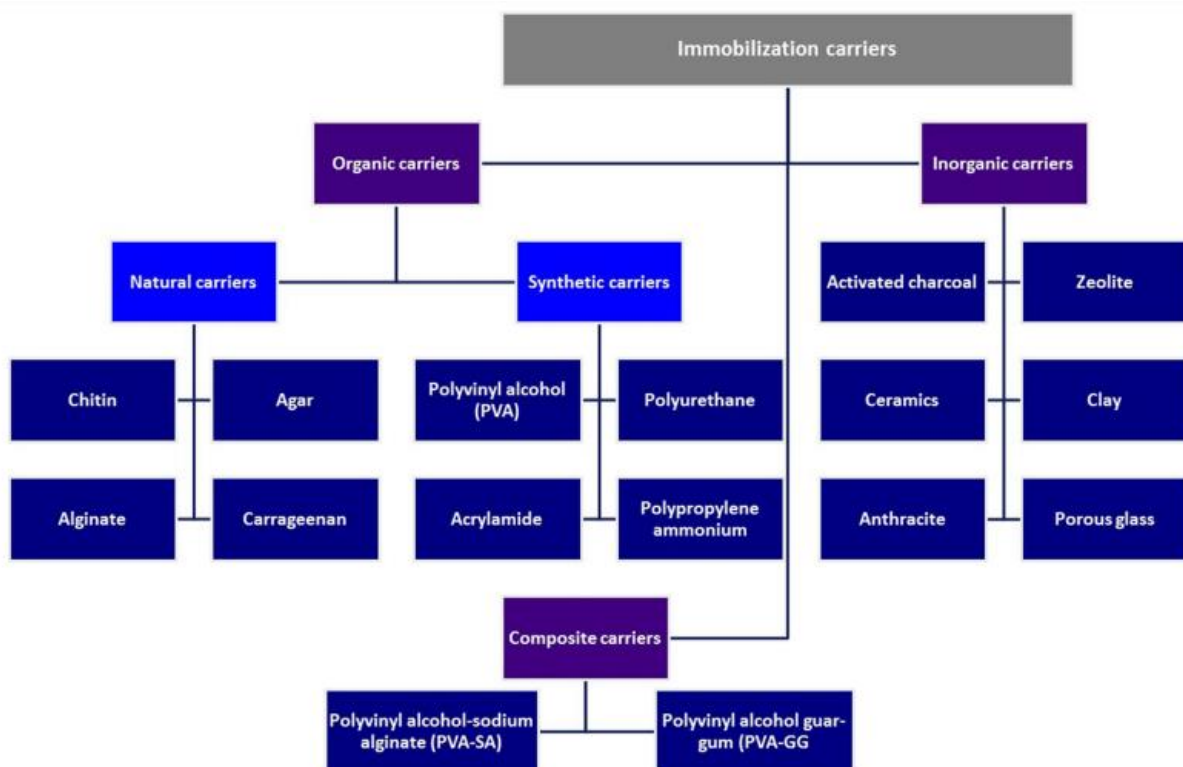 Immobilization carriers
Organic carriers
Inorganic carriers
Natural carriers
Synthetic carriers
Activated charcoal
Zeolite
Chitin
Agar
Polyvinyl alcohol
(PVA)
Polyurethane
Ceramics
Clay
Alginate
Carrageenan
Acrylamide
Polypropylene
ammonium
Anthracite
Porous glass
Composite carriers
Polyvinyl alcohol-sodium
alginate (PVA-SA)
Polyvinyl alcohol guar-
gum (PVA-GG